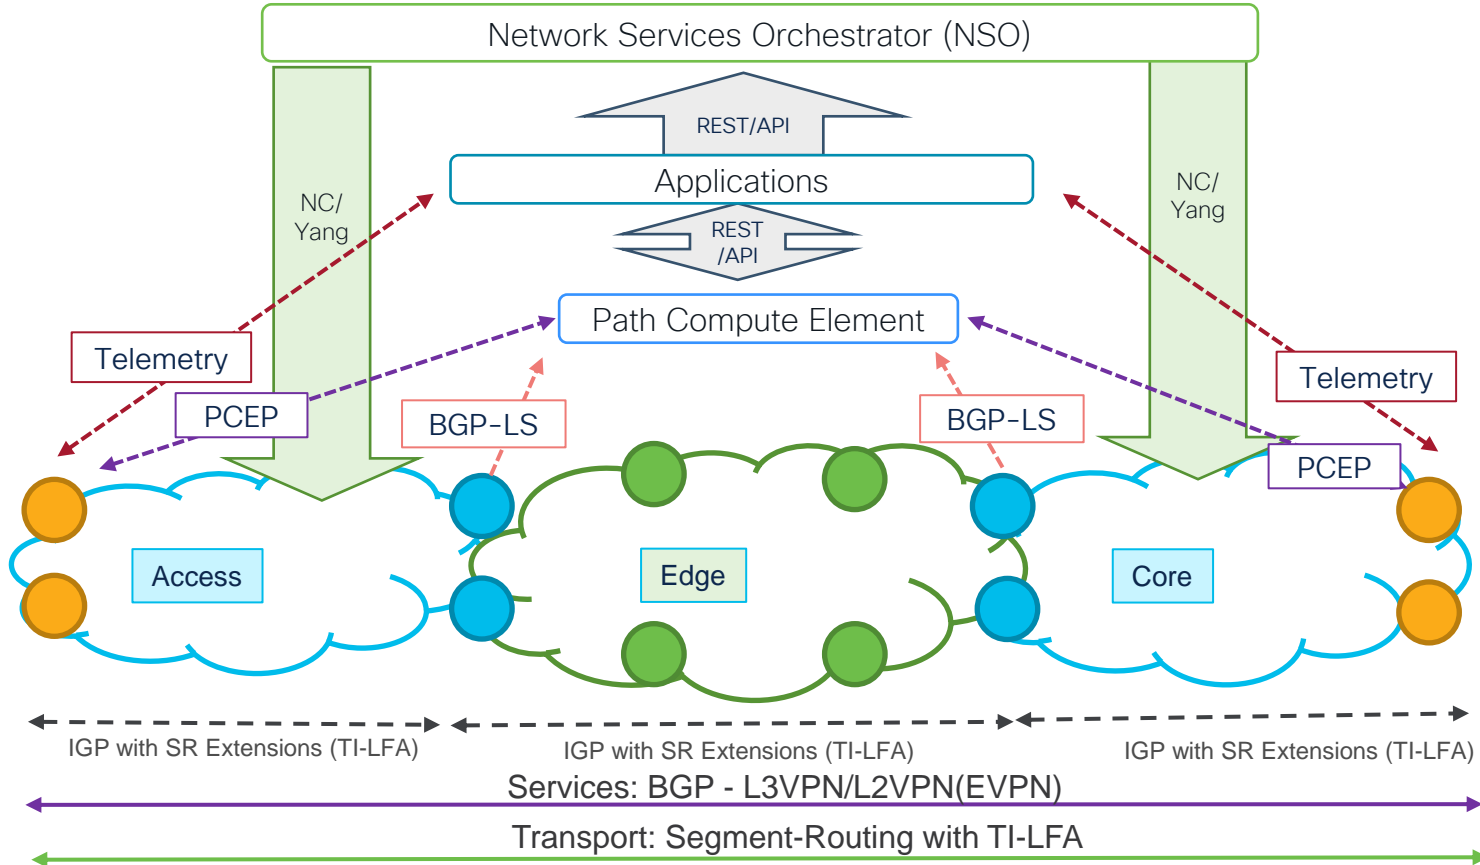 Network Services Orchestrator (NSO)
REST/API
Applications
NC/
Yang
NC/
Yang
REST
/API
Path Compute Element
Telemetry
Telemetry
PCEP
BGP-LS
BGP-LS
PCEP
Access
Edge
Core
IGP with SR Extensions (TI-LFA)
IGP with SR Extensions (TI-LFA)
IGP with SR Extensions (TI-LFA)
Services: BGP - L3VPN/L2VPN(EVPN)
Transport: Segment-Routing with TI-LFA